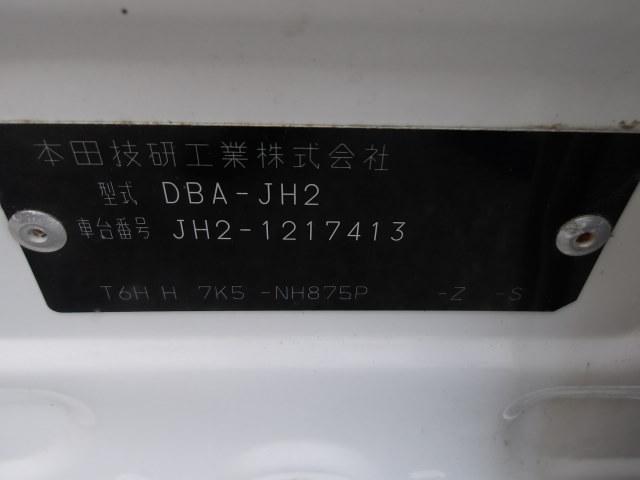 本田技研工業株式会社
型式 DBA-JH2
車台番号 JH2-1217413
T6H H 7K5 -NH875P -Z -S